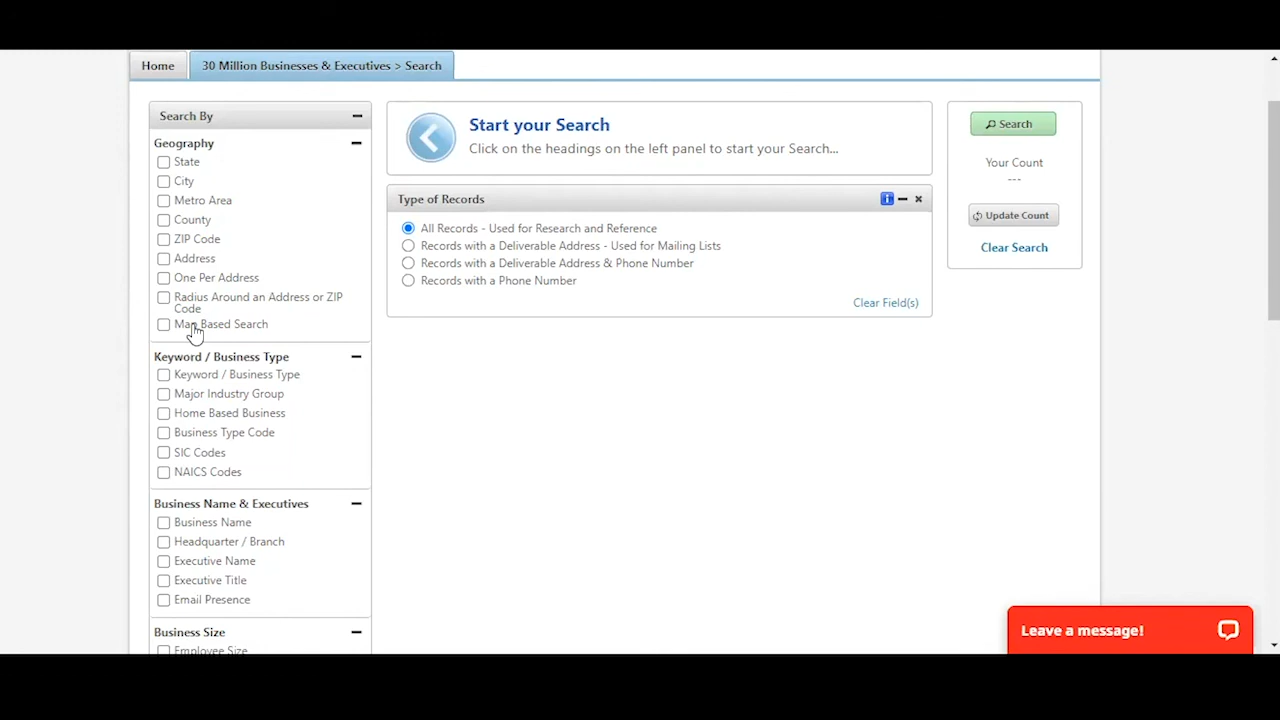 Home
30 Million Businesses & Executives > Search
Search By
Geography
State
City
Metro Area
County
ZIP Code
Address
One Per Address
Radius Around an Address or ZIP
Code
Map Based Search
Keyword / Business Type
Keyword / Business Type
Major Industry Group
Home Based Business
Business Type Code
SIC Codes
NAICS Codes
Business Name & Executives
Business Name
Headquarter / Branch
Executive Name
Executive Title
Email Presence
Business Size
Employee Size
Start your Search
Click on the headings on the left panel to start your Search...
Type of Records
All Records - Used for Research and Reference
Records with a Deliverable Address - Used for Mailing Lists
Records with a Deliverable Address & Phone Number
Records with a Phone Number
Clear Field(s)
Search
Your Count
---
Update Count
Clear Search
Leave a message!